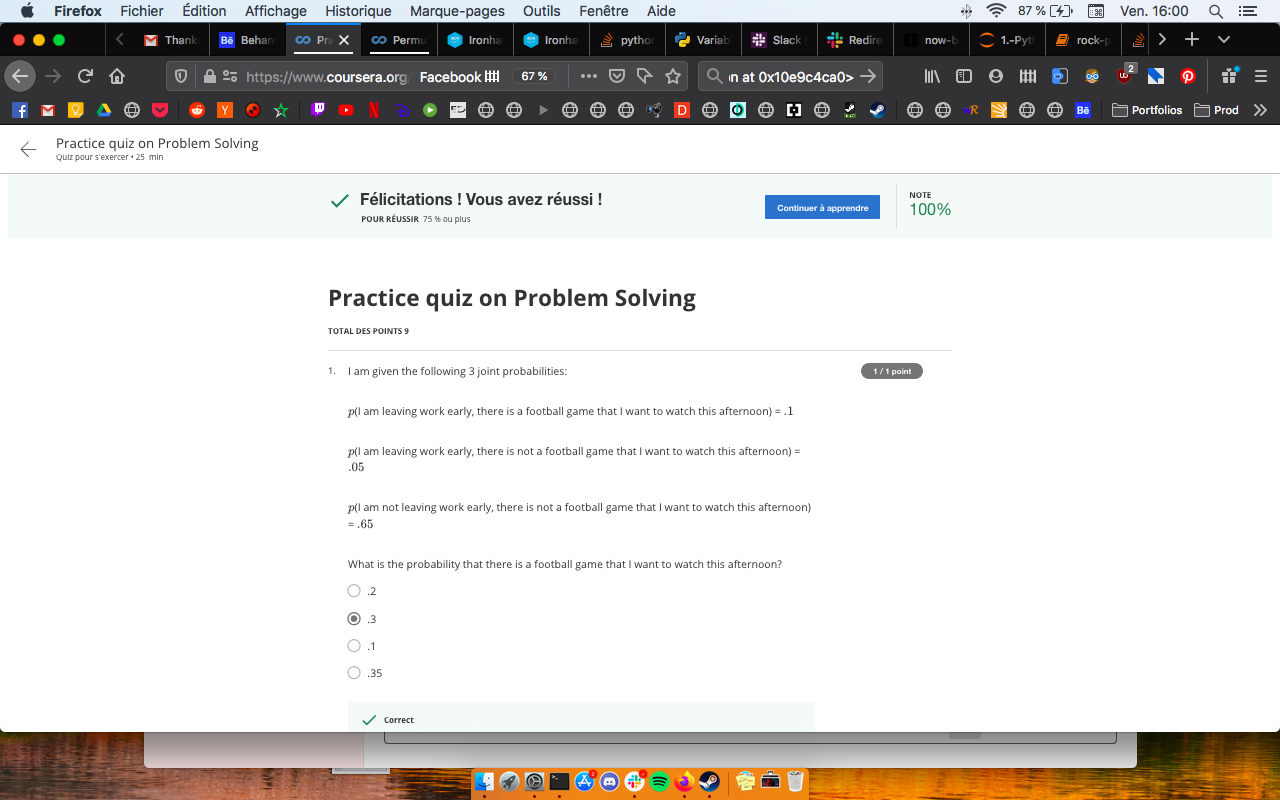 Firefox Fichier Édition Affichage Historique Marque-pages Outils Fenêtre Aide 87 % Ven. 16:00
Thank Behan Pra Permu Ironha Ironha python Variab Slack Redire now-b 1.-Pyt rock-p
https://www.coursera.org Facebook 67 % on at 0x10e9c4ca0>
Portfolios Prod
Practice quiz on Problem Solving
Quiz pour s'exercer • 25 min
Félicitations ! Vous avez réussi !
POUR RÉUSSIR 75 % ou plus
Continuer à apprendre
NOTE
100%
Practice quiz on Problem Solving
TOTAL DES POINTS 9
1. I am given the following 3 joint probabilities:
1 / 1 point
p(I am leaving work early, there is a football game that I want to watch this afternoon) = .1
p(I am leaving work early, there is not a football game that I want to watch this afternoon) =
.05
p(I am not leaving work early, there is not a football game that I want to watch this afternoon)
= .65
What is the probability that there is a football game that I want to watch this afternoon?
.2
.3
.1
.35
Correct